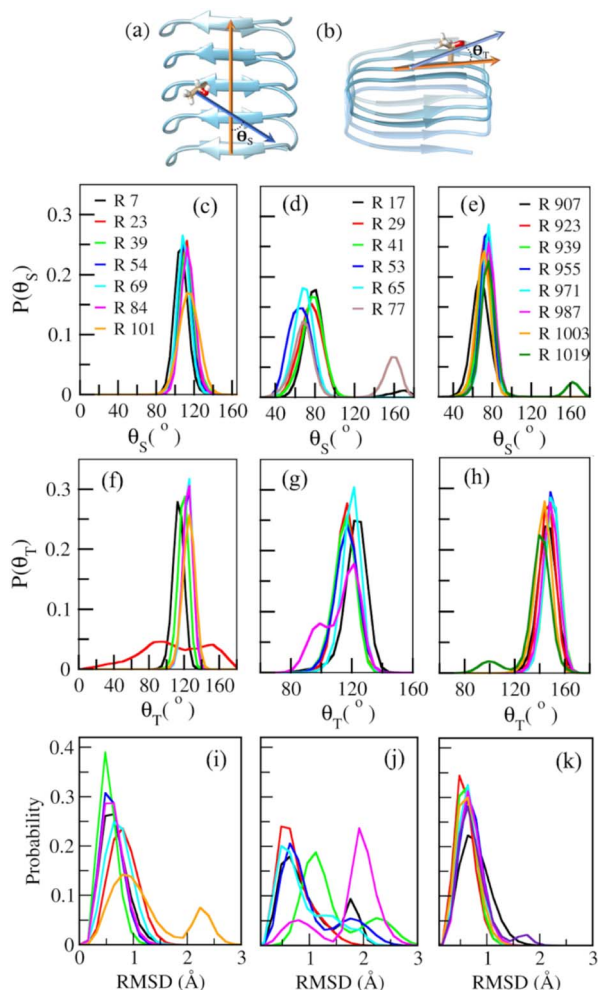 (a)
(b)
θS
θT
(c)
R 7
R 23
R 39
R 54
R 69
R 84
R 101
P(θS)
0.3
0.2
0.1
0
0 40 80 120 160
θS(°)
(d)
R 17
R 29
R 41
R 53
R 65
R 77
40 80 120 160
θS(°)
(e)
R 907
R 923
R 939
R 955
R 971
R 987
R 1003
R 1019
40 80 120 160
θS(°)
(f)
P(θT)
0.3
0.2
0.1
0
0 40 80 120 160
θT(°)
(g)
80 120 160
θT(°)
(h)
80 120 160
θT(°)
(i)
Probability
0.4
0.3
0.2
0.1
0
0 1 2 3
RMSD (Å)
(j)
1 2 3
RMSD (Å)
(k)
0 1 2 3
RMSD (Å)